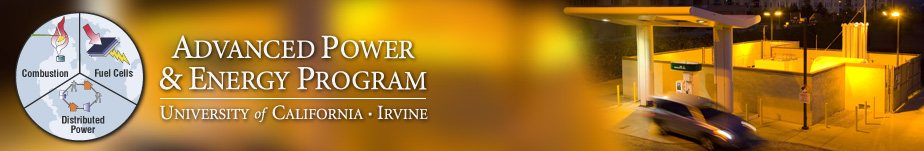 Combustion
Fuel Cells
Distributed
Power
ADVANCED POWER
& ENERGY PROGRAM
UNIVERSITY of CALIFORNIA • IRVINE